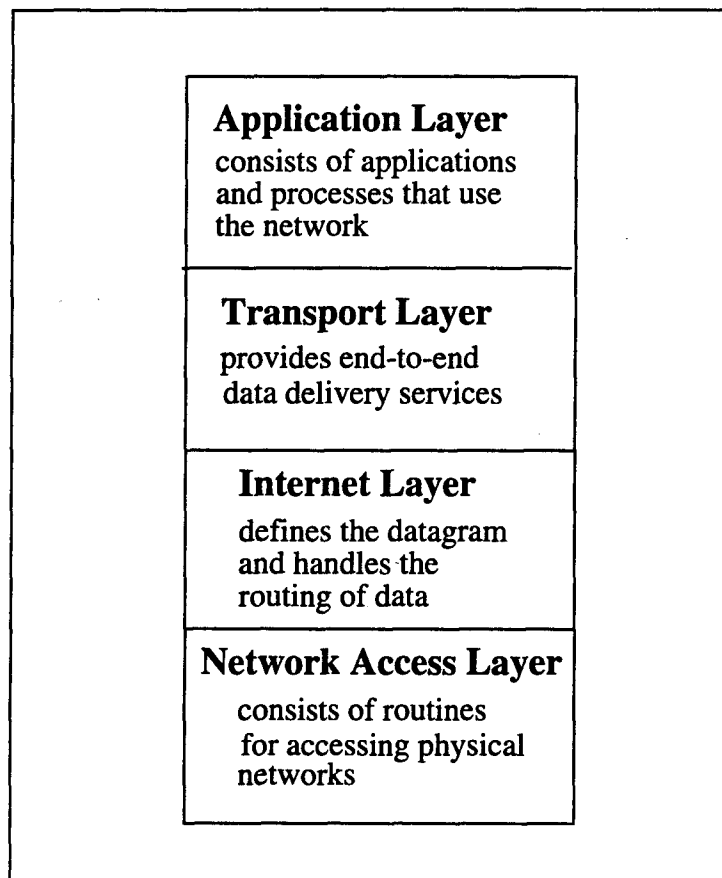 Application Layer
consists of applications
and processes that use
the network
Transport Layer
provides end-to-end
data delivery services
Internet Layer
defines the datagram
and handles the
routing of data
Network Access Layer
consists of routines
for accessing physical
networks